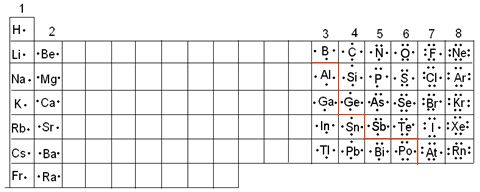 1
H
2 3 4 5 6 7 8
Li Be B C N O F Ne
Na Mg Al Si P S Cl Ar
K Ca Ga Ge As Se Br Kr
Rb Sr In Sn Sb Te I Xe
Cs Ba Tl Pb Bi Po At Rn
Fr Ra